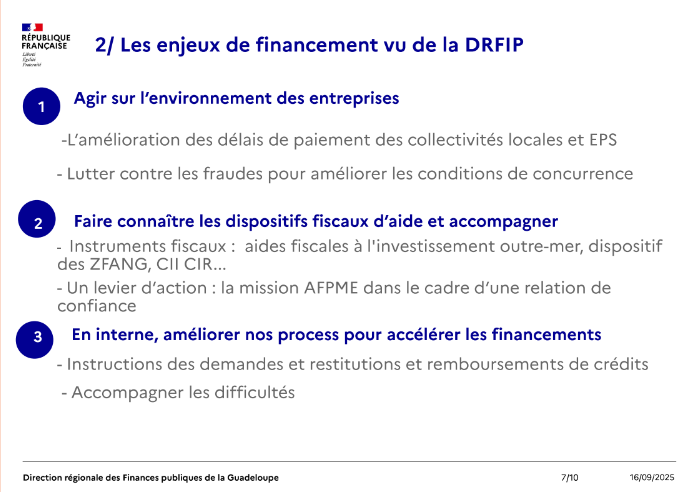 RÉPUBLIQUE
FRANÇAISE
Liberté
Égalité
Fraternité
2/ Les enjeux de financement vu de la DRFIP
1
Agir sur l’environnement des entreprises
-L’amélioration des délais de paiement des collectivités locales et EPS
- Lutter contre les fraudes pour améliorer les conditions de concurrence
2
Faire connaître les dispositifs fiscaux d’aide et accompagner
- Instruments fiscaux : aides fiscales à l'investissement outre-mer, dispositif
des ZFANG, CII CIR...
- Un levier d’action : la mission AFPME dans le cadre d’une relation de
confiance
3
En interne, améliorer nos process pour accélérer les financements
- Instructions des demandes et restitutions et remboursements de crédits
- Accompagner les difficultés
Direction régionale des Finances publiques de la Guadeloupe
7/10
16/09/2025